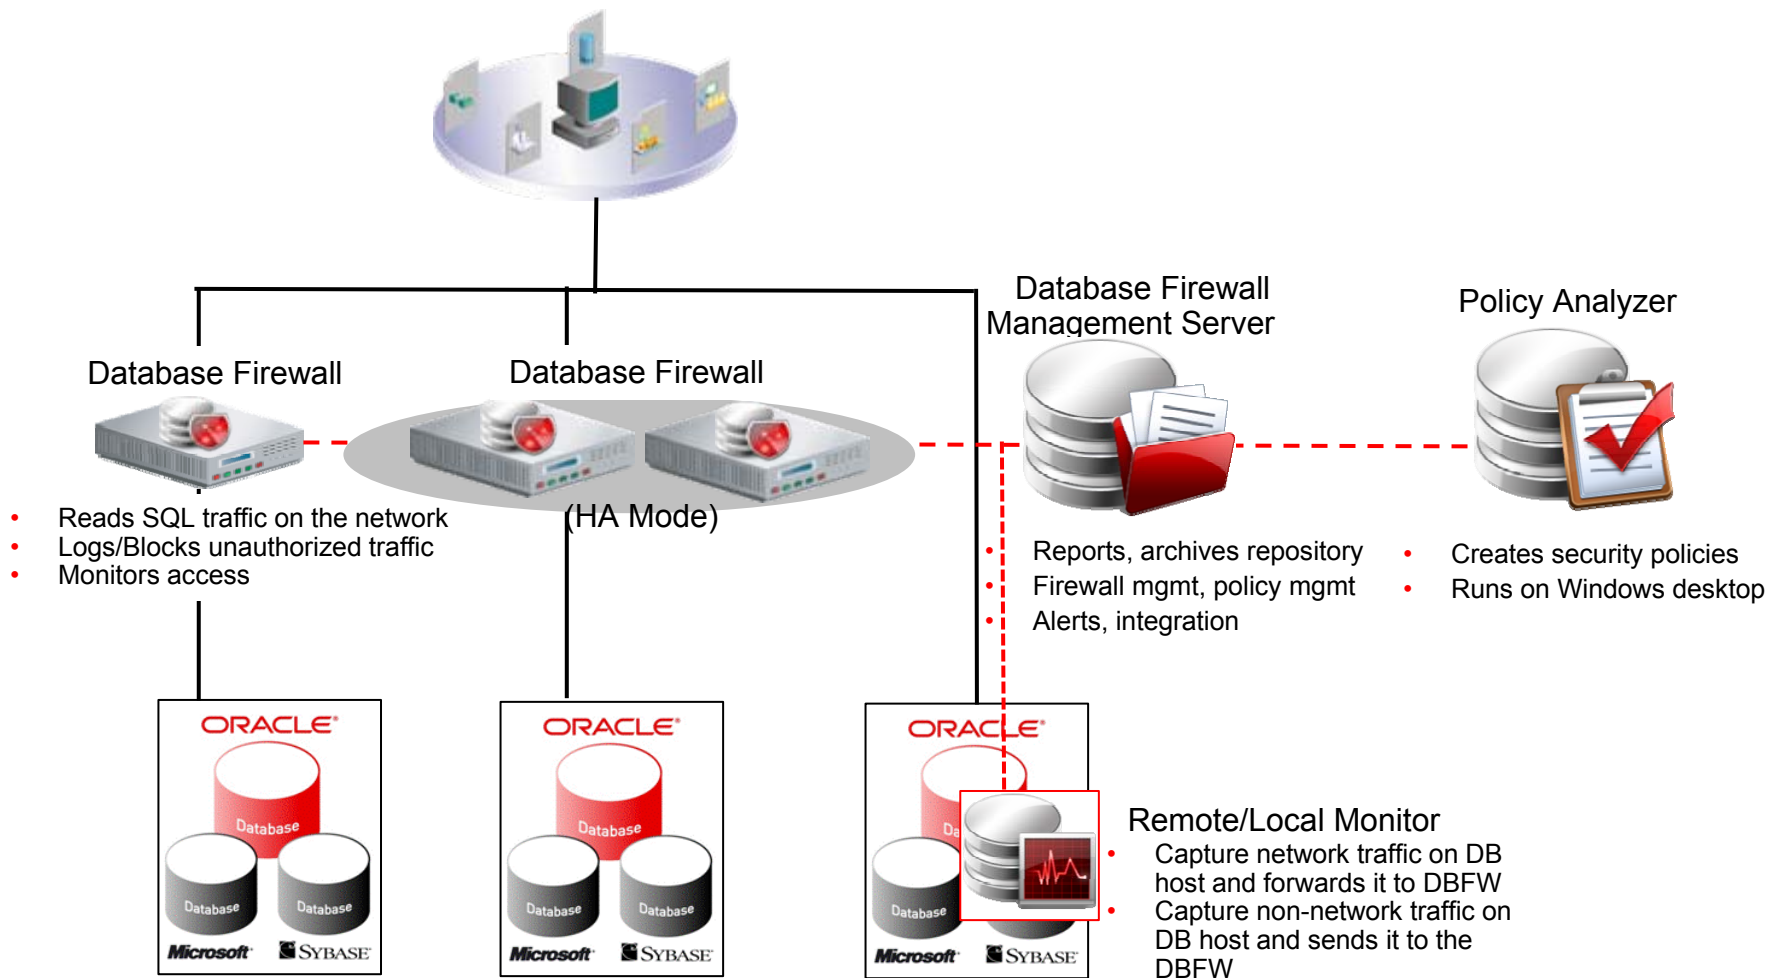 Database Firewall
Management Server
Policy Analyzer
Database Firewall
Database Firewall
(HA Mode)
• Reads SQL traffic on the network
• Logs/Blocks unauthorized traffic
• Monitors access
• Reports, archives repository
• Firewall mgmt, policy mgmt
• Alerts, integration
• Creates security policies
• Runs on Windows desktop
ORACLE®
Database
Database
Database
Microsoft®
SYBASE®
ORACLE®
Database
Database
Database
Microsoft®
SYBASE®
ORACLE®
Da
Database
Microsoft®
SYBASE®
Remote/Local Monitor
• Capture network traffic on DB
host and forwards it to DBFW
• Capture non-network traffic on
DB host and sends it to the
DBFW